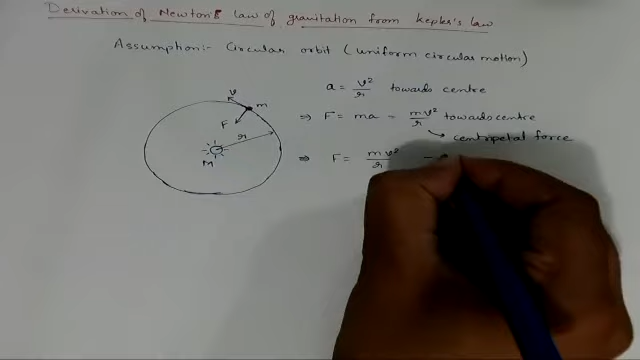 Derivation of Newton's law of gravitation from Kepler's law
Assumption:- Circular orbit (uniform circular motion)
a = v²/r towards centre
⇒ F = ma = mv²/r towards centre
centripetal force
⇒ F = mv²/r —
v
m
F
r
M